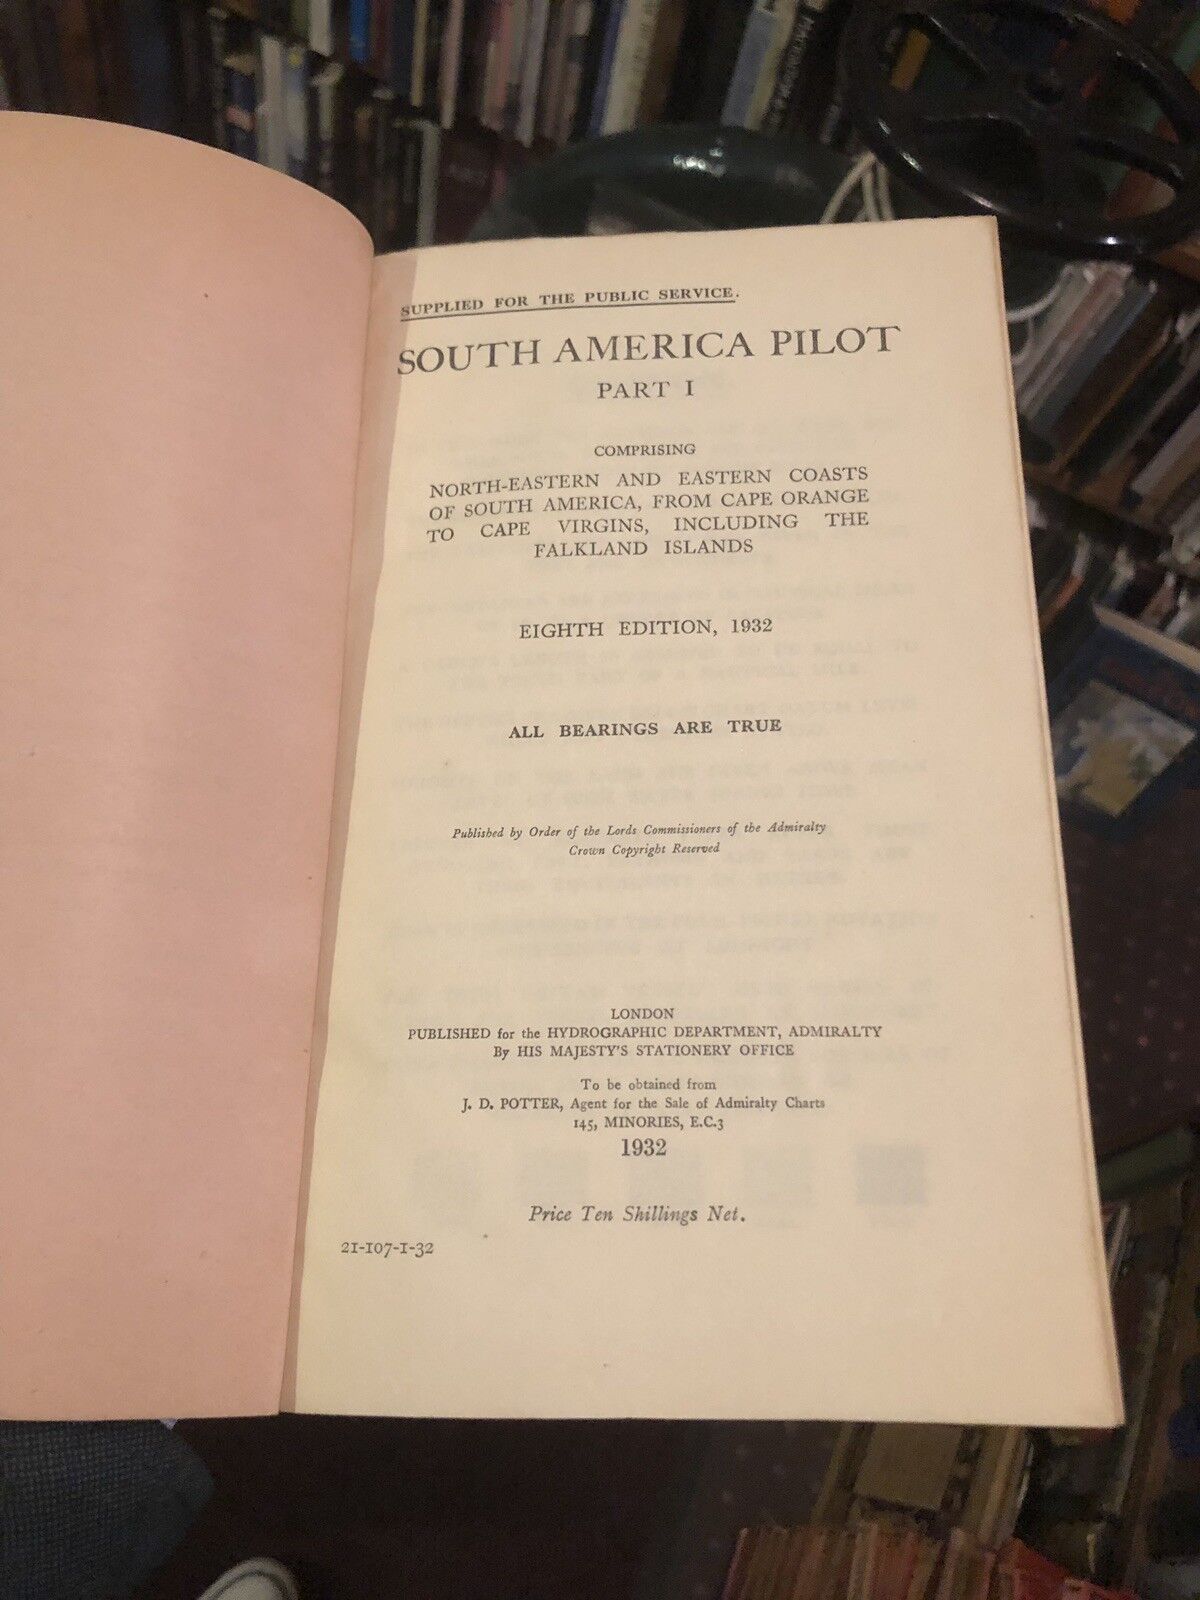 SUPPLIED FOR THE PUBLIC SERVICE.
SOUTH AMERICA PILOT
PART I
COMPRISING
NORTH-EASTERN AND EASTERN COASTS
OF SOUTH AMERICA, FROM CAPE ORANGE
TO CAPE VIRGINS, INCLUDING THE
FALKLAND ISLANDS
EIGHTH EDITION, 1932
ALL BEARINGS ARE TRUE
Published by Order of the Lords Commissioners of the Admiralty
Crown Copyright Reserved
LONDON
PUBLISHED for the HYDROGRAPHIC DEPARTMENT, ADMIRALTY
By HIS MAJESTY'S STATIONERY OFFICE
To be obtained from
J. D. POTTER, Agent for the Sale of Admiralty Charts
145, MINORIES, E.C.3
1932
Price Ten Shillings Net.
21-107-1-32